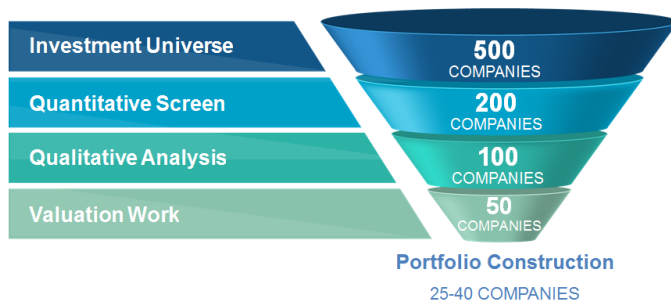 Investment Universe
500
COMPANIES
Quantitative Screen
200
COMPANIES
Qualitative Analysis
100
COMPANIES
Valuation Work
50
COMPANIES
Portfolio Construction
25-40 COMPANIES